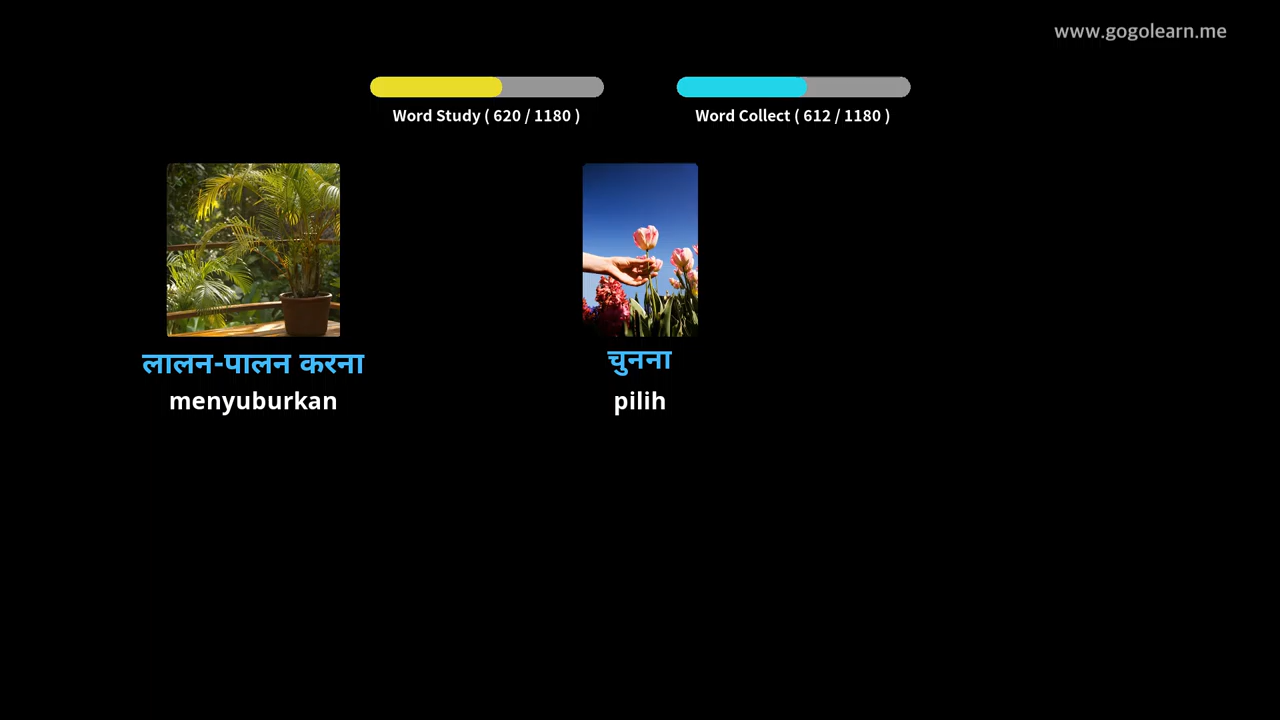 www.gogolearn.me
Word Study ( 620 / 1180 )
Word Collect ( 612 / 1180 )
लालन-पालन करना
menyuburkan
चुनना
pilih